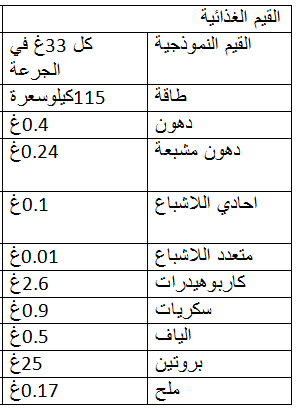 القيم الغذائية
القيم النموذجية كل 33غ في
الجرعة
طاقة 115كيلوسعرة
دهون 0.4غ
دهون مشبعة 0.24غ
احادي اللاشباع 0.1غ
متعدد اللاشباع 0.01غ
كاربوهيدرات 2.6غ
سكريات 0.9غ
الياف 0.5غ
بروتين 25غ
ملح 0.17غ